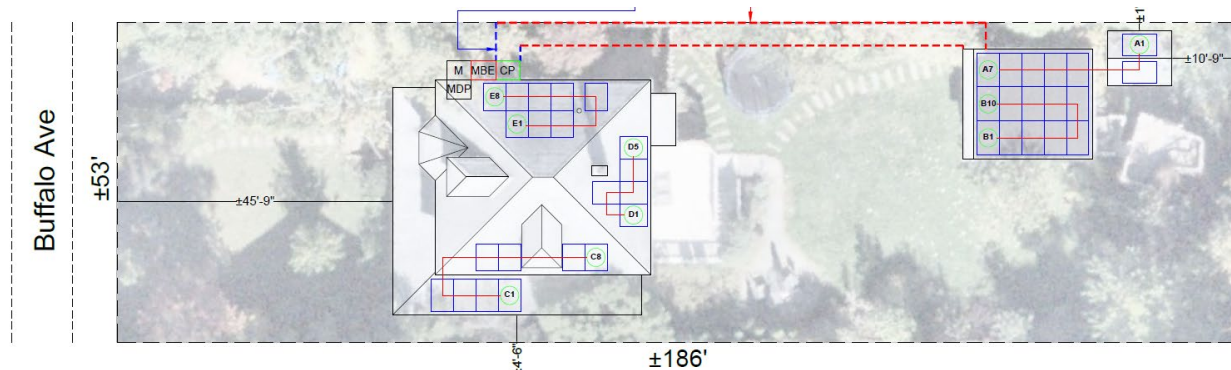 ±1'
A1
±10'-9"
A7
B10
B1
M
MBE
CP
MDP
E8
E1
D5
D1
C8
C1
±45'-9"
±53'
Buffalo Ave
±186'